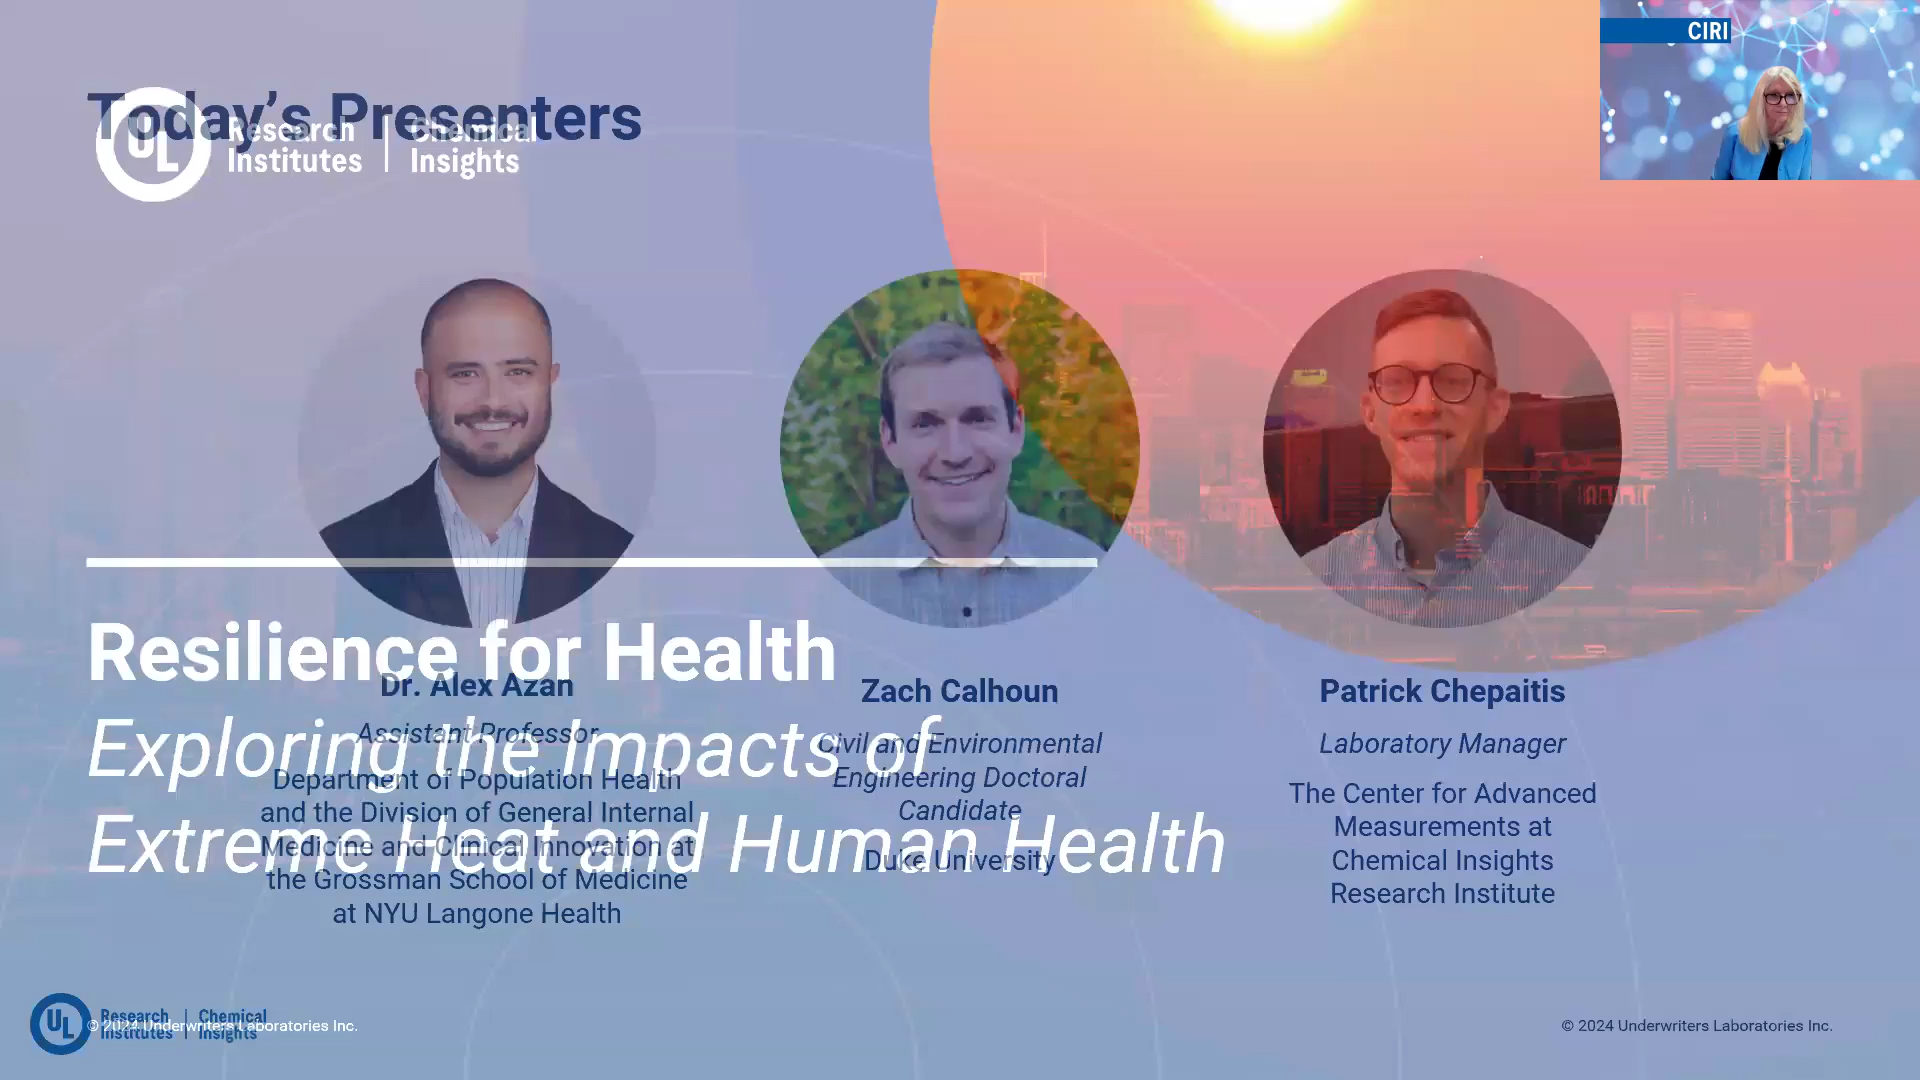 CIRI
Today's Presenters
UL
Research
Institutes
Chemical
Insights
Resilience for Health
Exploring the Impacts of
Extreme Heat and Human Health
Dr. Alex Azan
Assistant Professor
Department of Population Health
and the Division of General Internal
Medicine and Clinical Innovation at
the Grossman School of Medicine
at NYU Langone Health
Zach Calhoun
Civil and Environmental
Engineering Doctoral
Candidate
Duke University
Patrick Chepaitis
Laboratory Manager
The Center for Advanced
Measurements at
Chemical Insights
Research Institute
UL
Research
Institutes
Chemical
Insights
© 2024 Underwriters Laboratories Inc.
© 2024 Underwriters Laboratories Inc.